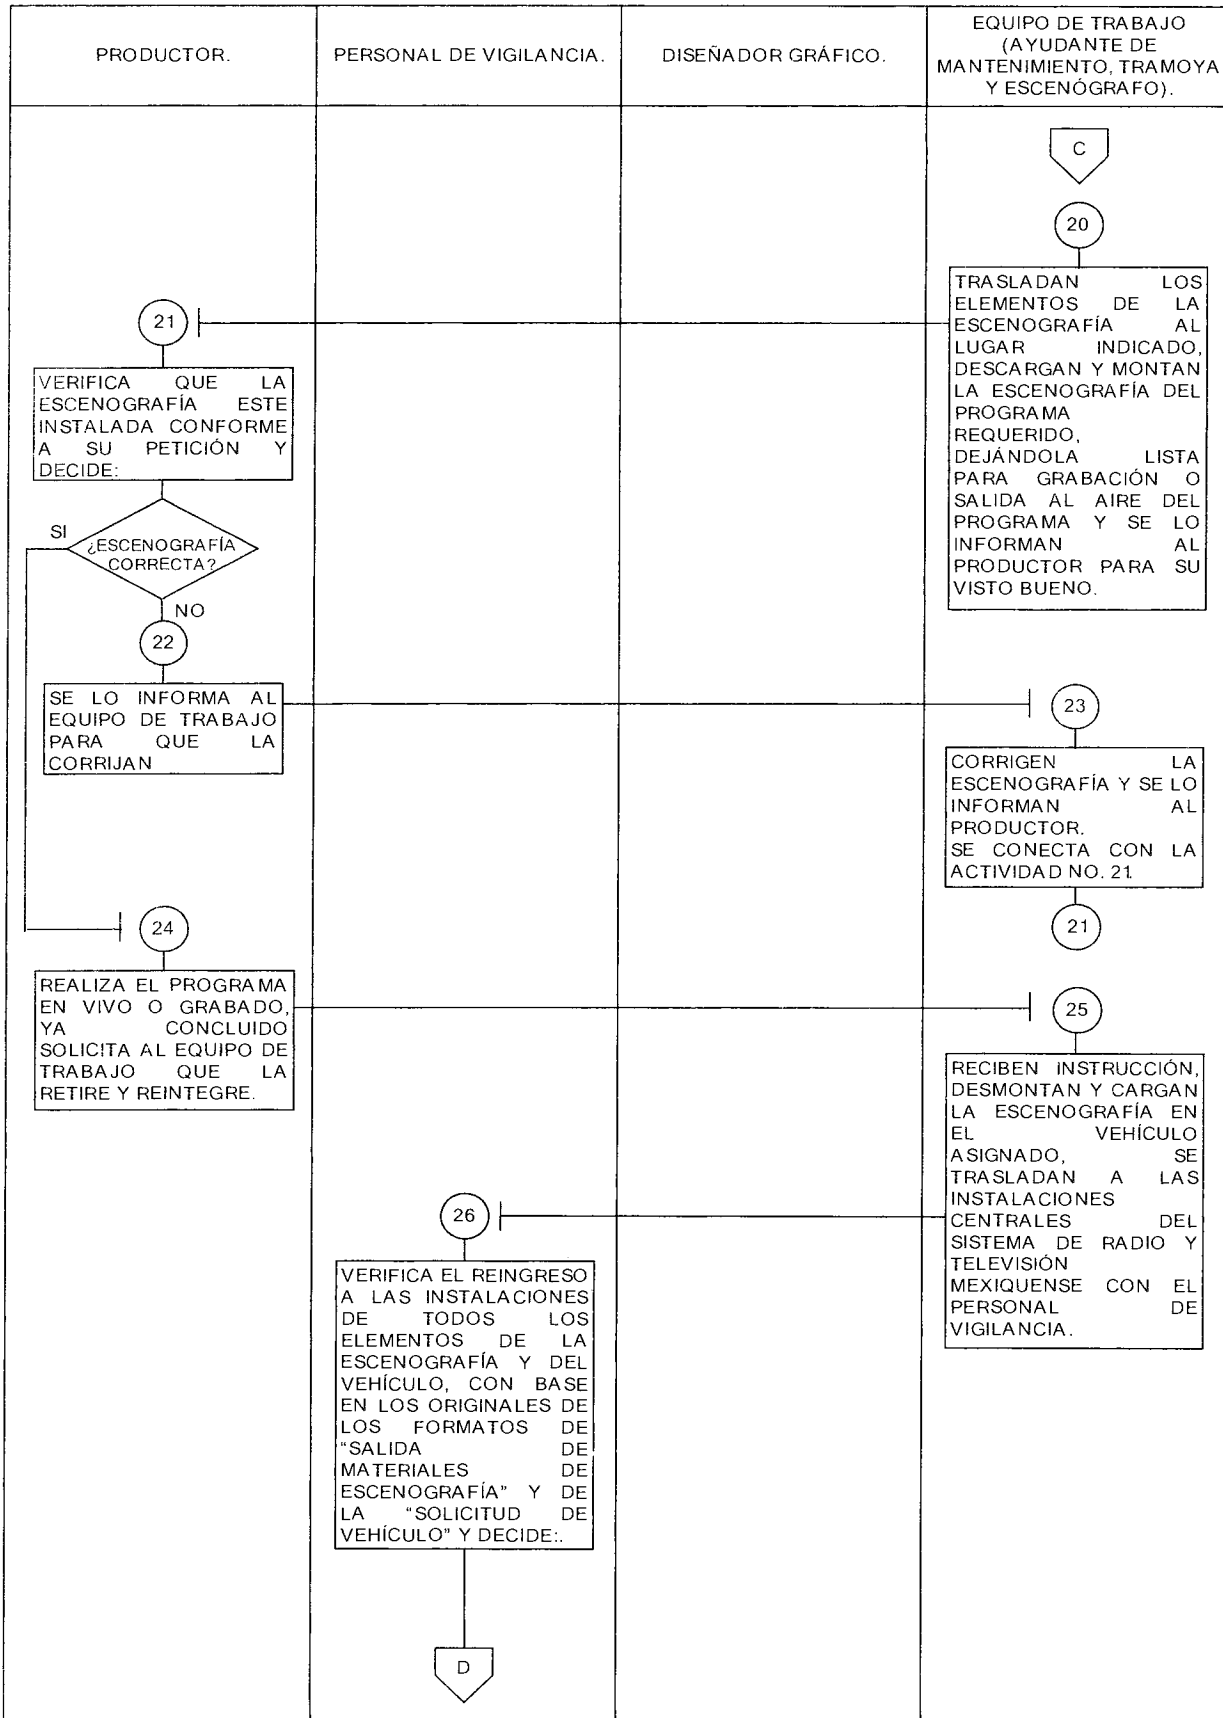 PRODUCTOR.
PERSONAL DE VIGILANCIA.
DISEÑADOR GRÁFICO.
EQUIPO DE TRABAJO
(AYUDANTE DE
MANTENIMIENTO, TRAMOYA
Y ESCENÓGRAFO).
C
20
TRASLADAN LOS
ELEMENTOS DE LA
ESCENOGRAFÍA AL
LUGAR INDICADO,
DESCARGAN Y MONTAN
LA ESCENOGRAFÍA DEL
PROGRAMA
REQUERIDO,
DEJÁNDOLA LISTA
PARA GRABACIÓN O
SALIDA AL AIRE DEL
PROGRAMA Y SE LO
INFORMAN AL
PRODUCTOR PARA SU
VISTO BUENO.
21
VERIFICA QUE LA
ESCENOGRAFÍA ESTE
INSTALADA CONFORME
A SU PETICIÓN Y
DECIDE:
SI
¿ESCENOGRAFÍA
CORRECTA?
NO
22
SE LO INFORMA AL
EQUIPO DE TRABAJO
PARA QUE LA
CORRIJAN
23
CORRIGEN LA
ESCENOGRAFÍA Y SE LO
INFORMAN AL
PRODUCTOR.
SE CONECTA CON LA
ACTIVIDAD NO. 21.
21
24
REALIZA EL PROGRAMA
EN VIVO O GRABADO,
YA CONCLUIDO
SOLICITA AL EQUIPO DE
TRABAJO QUE LA
RETIRE Y REINTEGRE.
25
RECIBEN INSTRUCCIÓN,
DESMONTAN Y CARGAN
LA ESCENOGRAFÍA EN
EL VEHÍCULO
ASIGNADO, SE
TRASLADAN A LAS
INSTALACIONES
CENTRALES DEL
SISTEMA DE RADIO Y
TELEVISIÓN
MEXIQUENSE CON EL
PERSONAL DE
VIGILANCIA.
26
VERIFICA EL REINGRESO
A LAS INSTALACIONES
DE TODOS LOS
ELEMENTOS DE LA
ESCENOGRAFÍA Y DEL
VEHÍCULO, CON BASE
EN LOS ORIGINALES DE
LOS FORMATOS DE
“SALIDA DE
MATERIALES DE
ESCENOGRAFÍA” Y DE
LA “SOLICITUD DE
VEHÍCULO” Y DECIDE:.
D